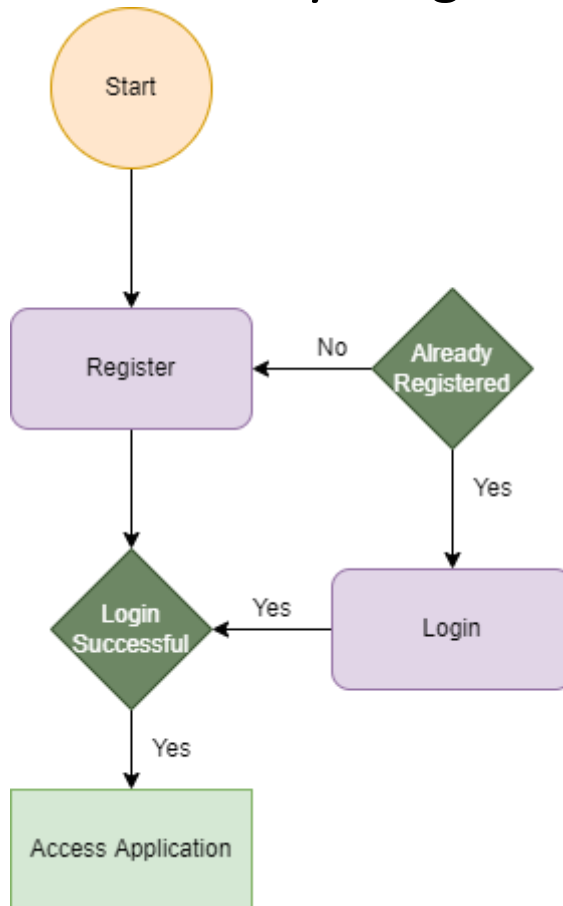 Start
Register
No
Already
Registered
Yes
Login
Successful
Yes
Login
Yes
Access Application